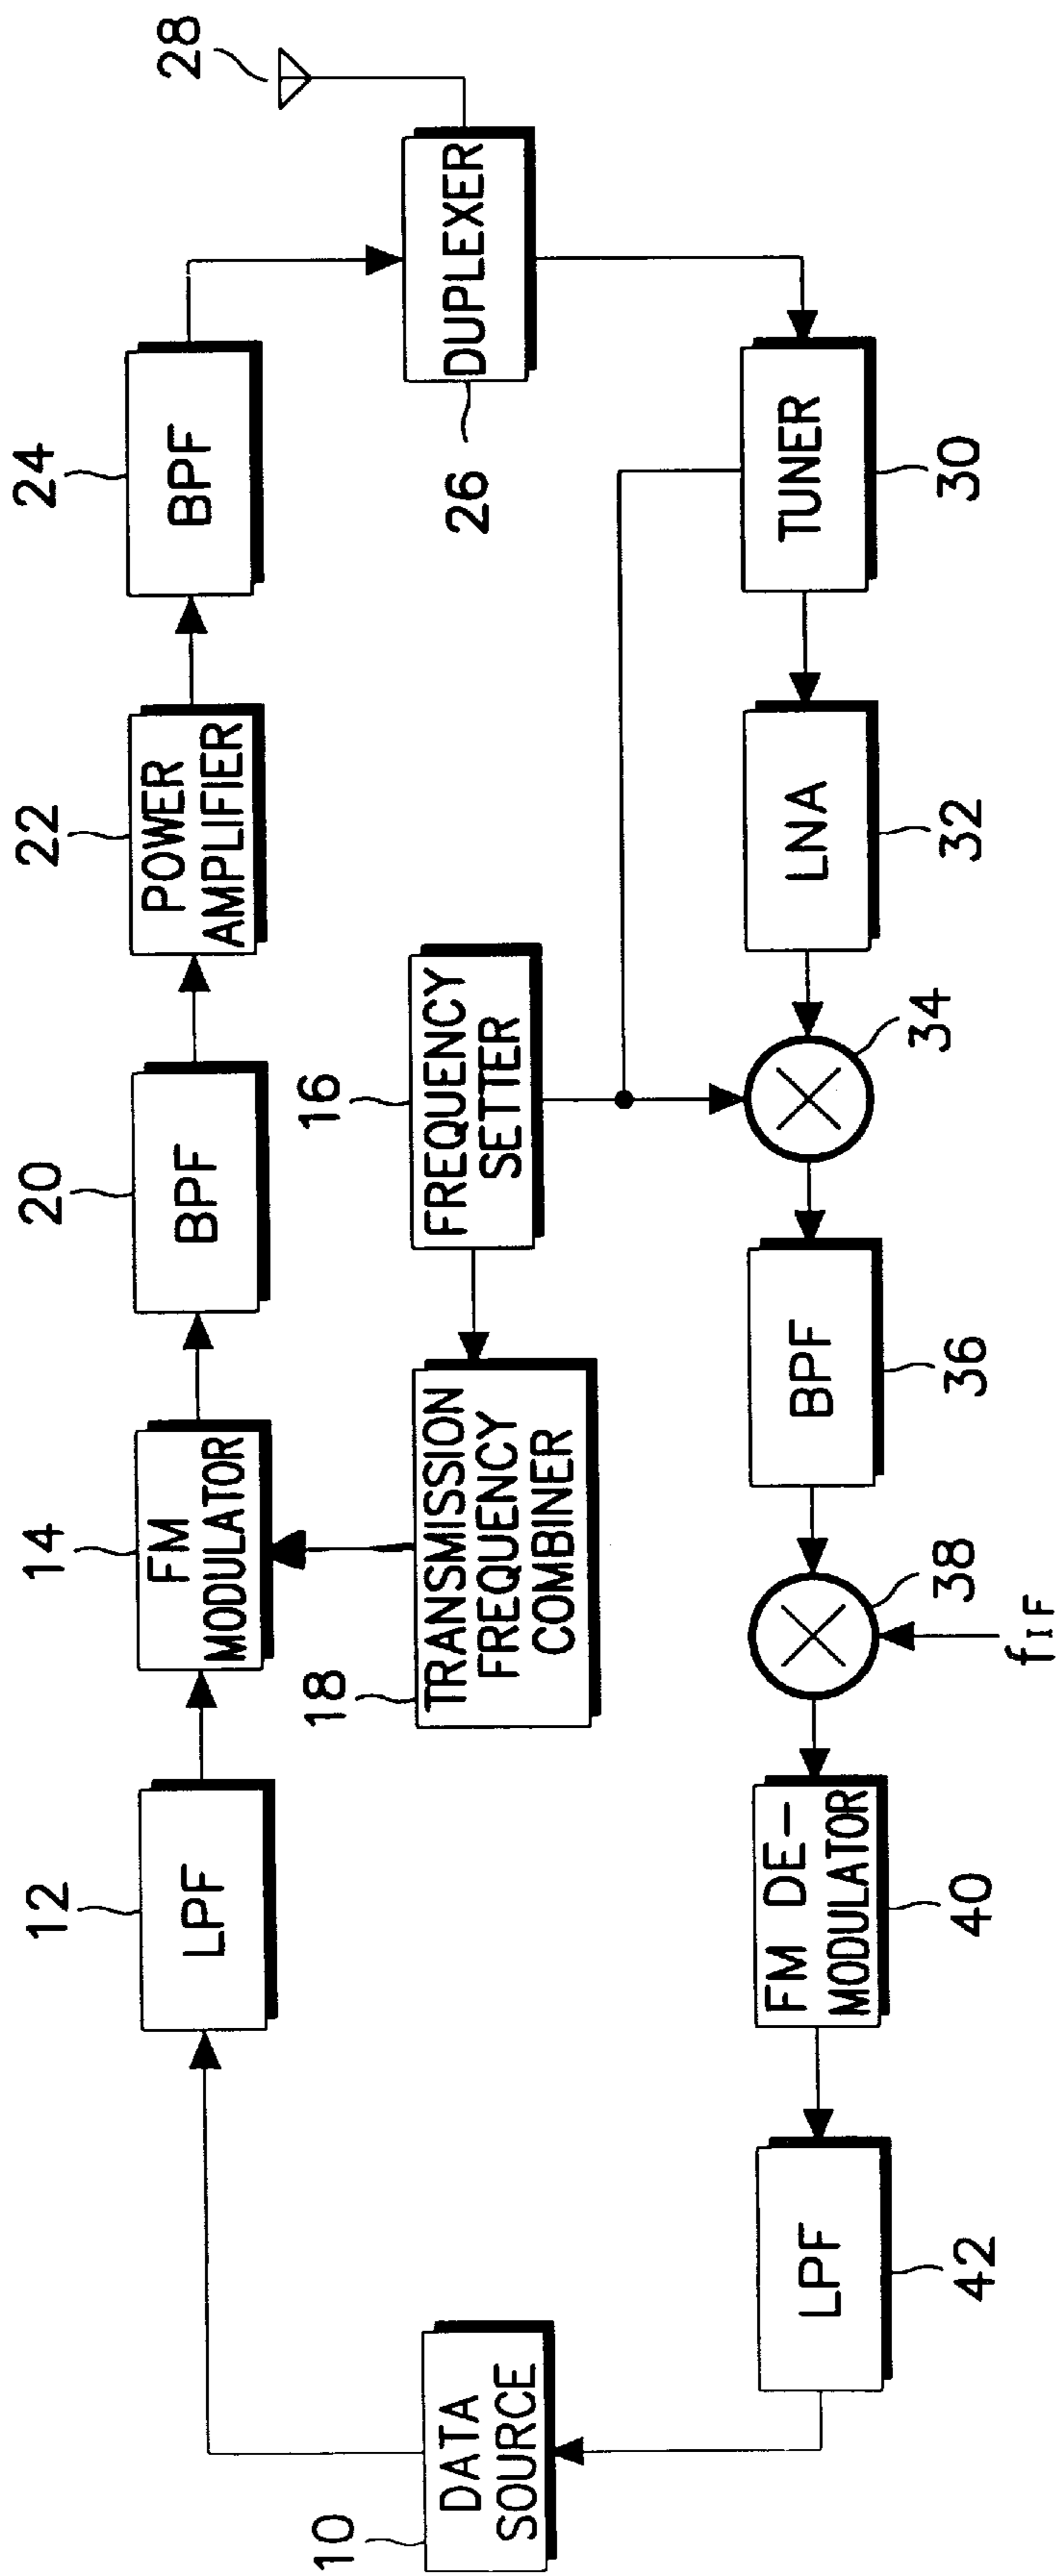 12
LPF
14
FM
MODULATOR
20
BPF
22
POWER
AMPLIFIER
24
BPF
28
10
DATA
SOURCE
18
TRANSMISSION
FREQUENCY
COMBINER
16
FREQUENCY
SETTER
26
DUPLEXER
LPF
42
FM DE-
MODULATOR
40
38
fIF
BPF
36
34
LNA
32
TUNER
30